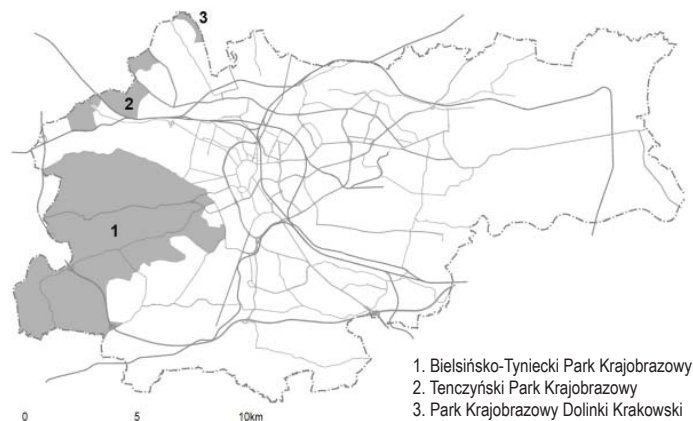 3
2
1
1. Bielsińsko-Tyniecki Park Krajobrazowy
2. Tenczyński Park Krajobrazowy
3. Park Krajobrazowy Dolinki Krakowski
0 5 10km